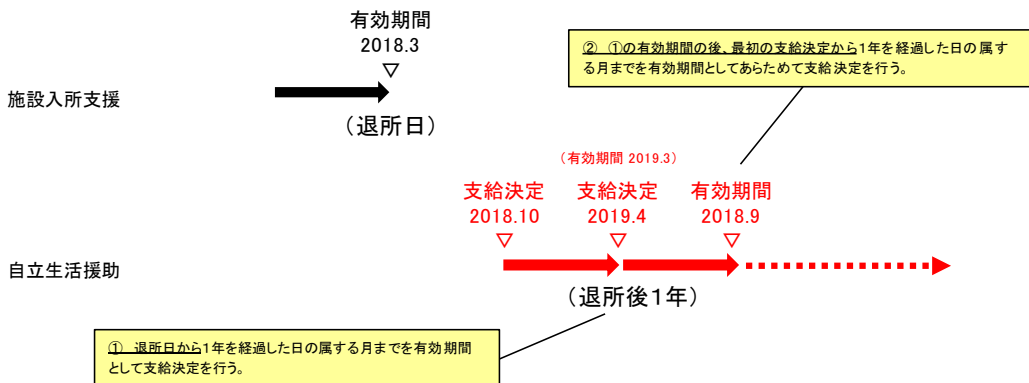 有効期間
2018.3
▽
② ①の有効期間の後、最初の支給決定から1年を経過した日の属す
る月までを有効期間としてあらためて支給決定を行う。
施設入所支援
(退所日)
(有効期間 2019.3)
支給決定 支給決定 有効期間
2018.10 2019.4 2018.9
▽ ▽ ▽
自立生活援助
(退所後1年)
① 退所日から1年を経過した日の属する月までを有効期間
として支給決定を行う。